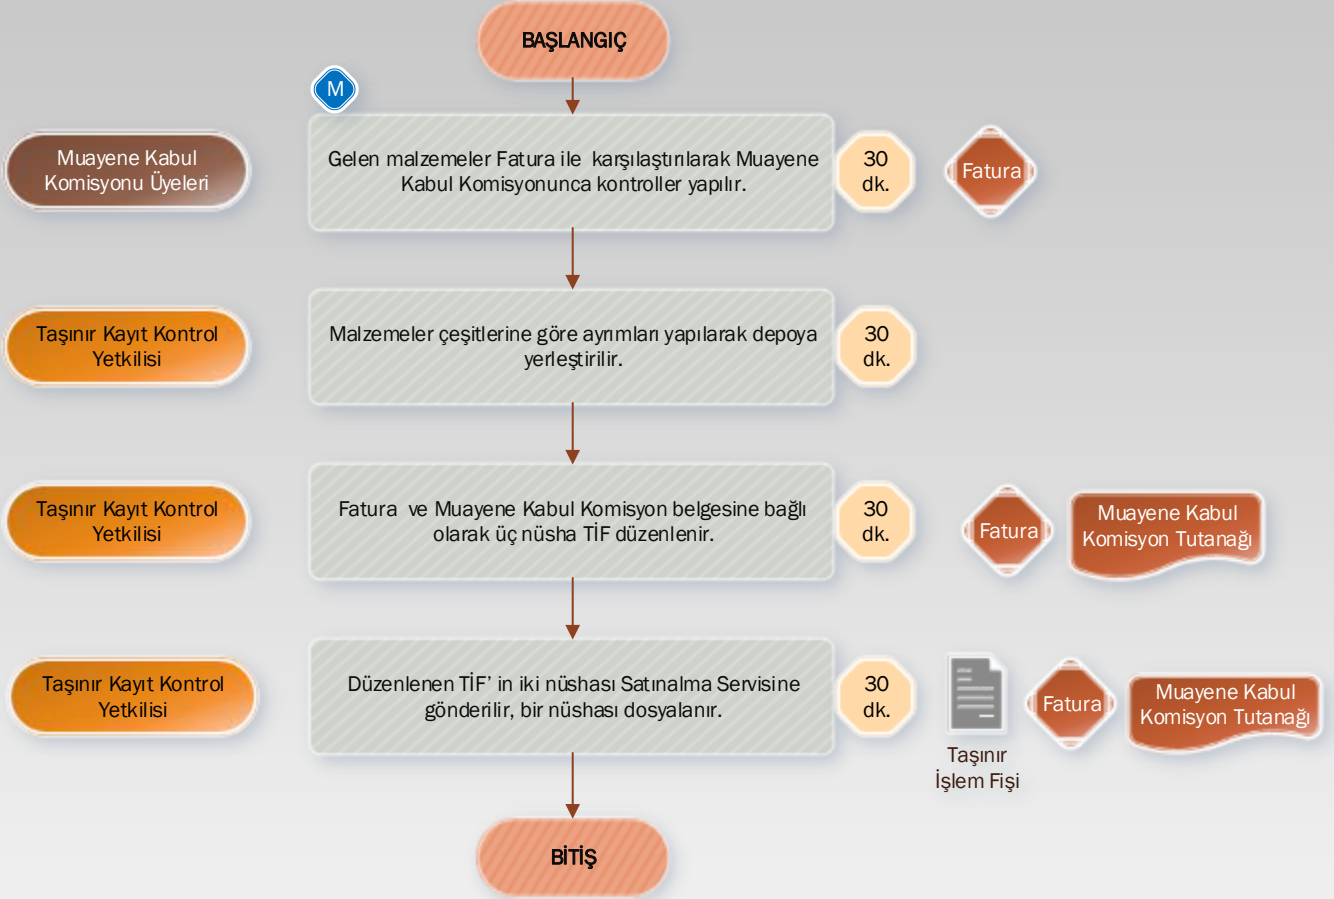 BAŞLANGIÇ
M
Muayene Kabul
Komisyonu Üyeleri
Gelen malzemeler Fatura ile karşılaştırılarak Muayene
Kabul Komisyonunca kontroller yapılır.
30
dk.
Fatura
Taşınır Kayıt Kontrol
Yetkilisi
Malzemeler çeşitlerine göre ayrımları yapılarak depoya
yerleştirilir.
30
dk.
Taşınır Kayıt Kontrol
Yetkilisi
Fatura ve Muayene Kabul Komisyon belgesine bağlı
olarak üç nüsha TİF düzenlenir.
30
dk.
Fatura
Muayene Kabul
Komisyon Tutanağı
Taşınır Kayıt Kontrol
Yetkilisi
Düzenlenen TİF' in iki nüshası Satınalma Servisine
gönderilir, bir nüshası dosyalanır.
30
dk.
Taşınır
İşlem Fişi
Fatura
Muayene Kabul
Komisyon Tutanağı
BİTİŞ